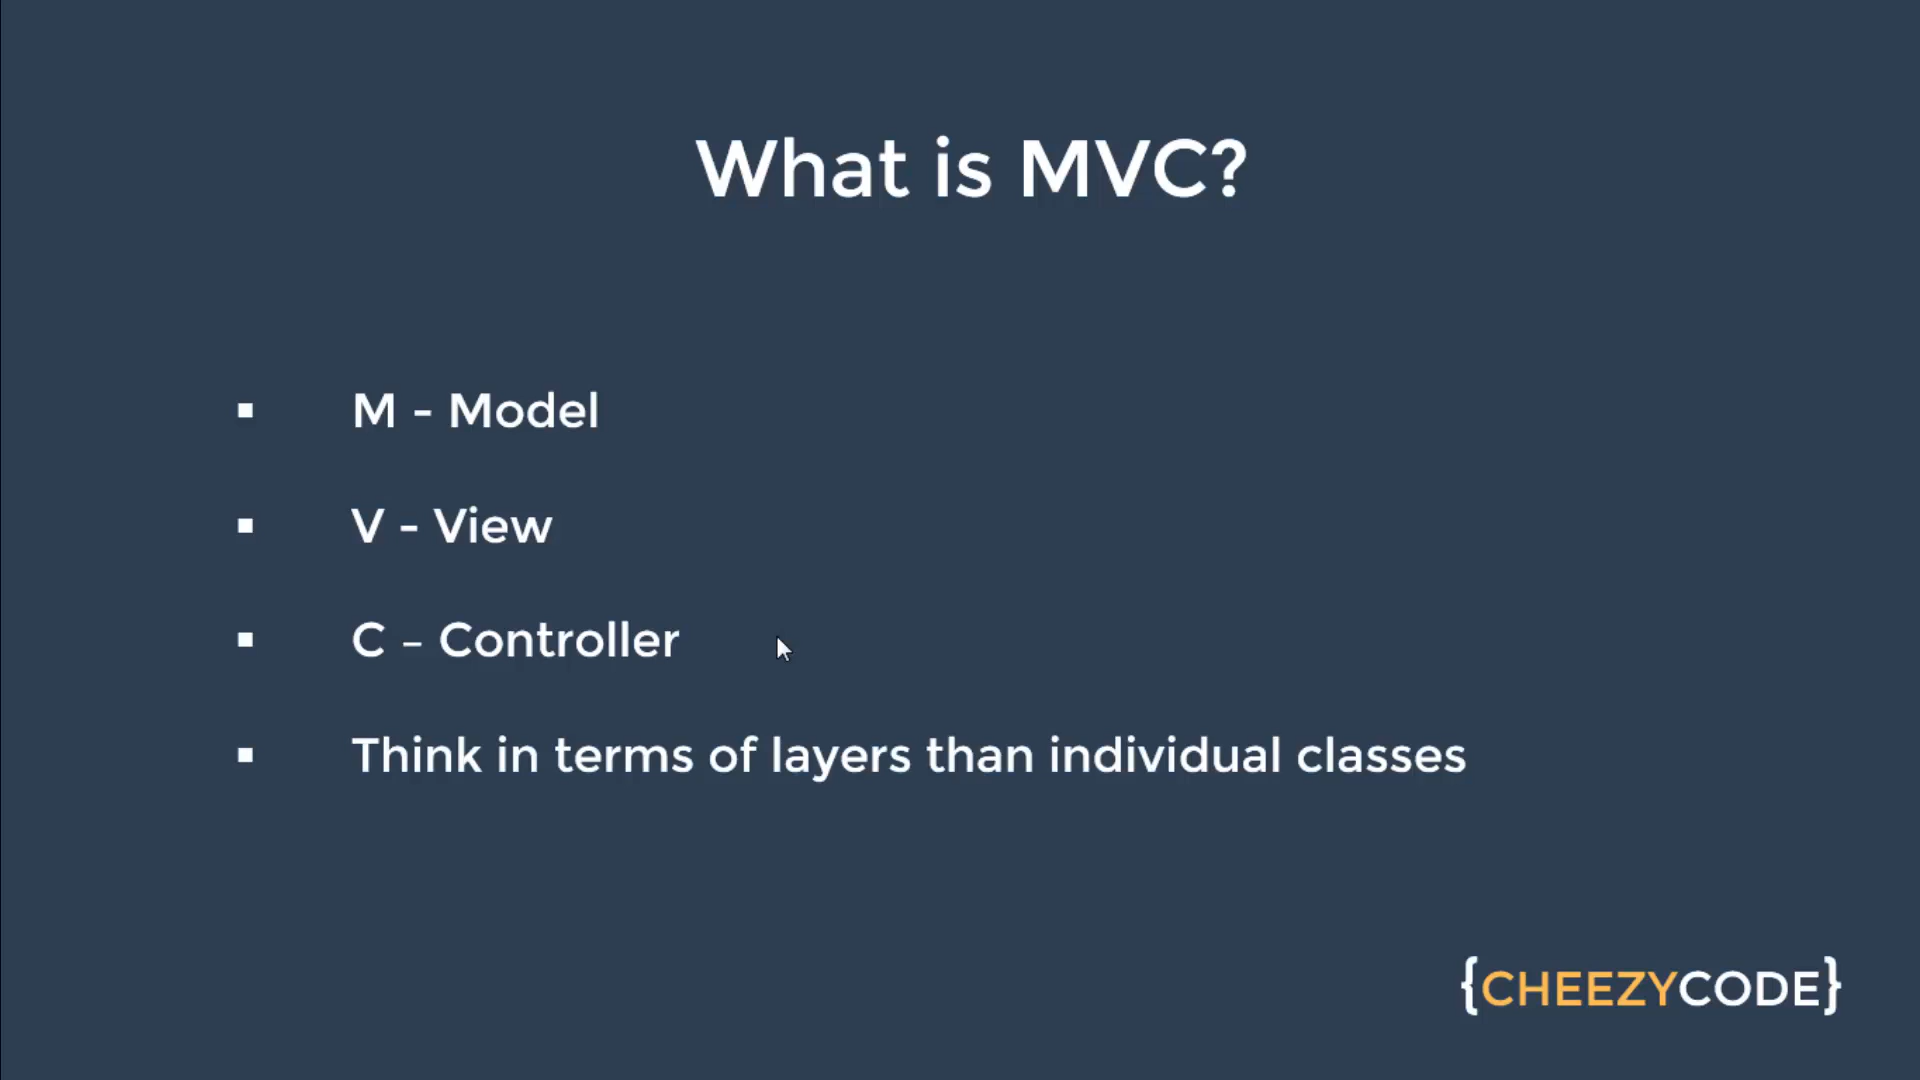 What is MVC?
▪ M - Model
▪ V - View
▪ C – Controller
▪ Think in terms of layers than individual classes
{CHEEZYCODE}